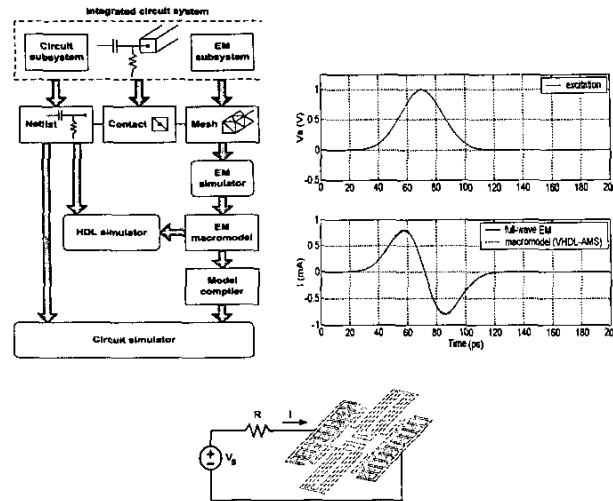 Integrated circuit system
Circuit subsystem
EM subsystem
Netlist
Contact
Mesh
EM simulator
HDL simulator
EM macromodel
Model compiler
Circuit simulator
excitation
Vs (V)
1
0.5
0
-0.5
0 20 40 60 80 100 120 140 160 180 20
full-wave EM
macromodel (VHDL-AMS)
I (mA)
1
0.5
0
-0.5
-1
0 20 40 60 80 100 120 140 160 180 20
Time (ps)
R
I
Vs